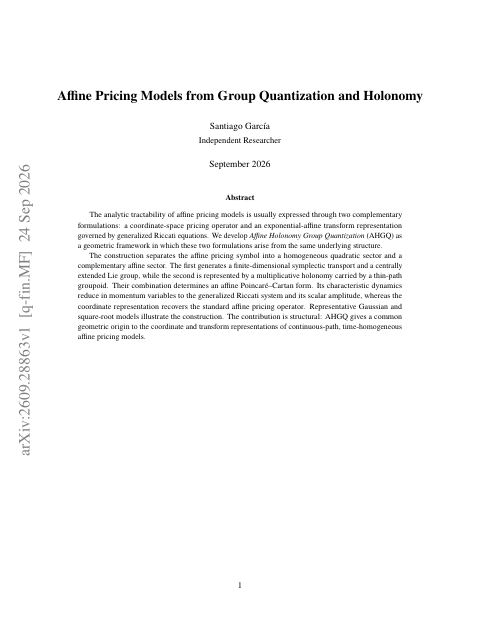 Affine Pricing Models from Group Quantization and Holonomy
Santiago García
Independent Researcher
September 2026
Abstract
The analytic tractability of affine pricing models is usually expressed through two complementary
formulations: a coordinate-space pricing operator and an exponential-affine transform representation
governed by generalized Riccati equations. We develop Affine Holonomy Group Quantization (AHGQ) as
a geometric framework in which these two formulations arise from the same underlying structure.
The construction separates the affine pricing symbol into a homogeneous quadratic sector and a
complementary affine sector. The first generates a finite-dimensional symplectic transport and a centrally
extended Lie group, while the second is represented by a multiplicative holonomy carried by a thin-path
groupoid. Their combination determines an affine Poincaré–Cartan form. Its characteristic dynamics
reduce in momentum variables to the generalized Riccati system and its scalar amplitude, whereas the
coordinate representation recovers the standard affine pricing operator. Representative Gaussian and
square-root models illustrate the construction. The contribution is structural: AHGQ gives a common
geometric origin to the coordinate and transform representations of continuous-path, time-homogeneous
affine pricing models.
arXiv:2609.28863v1 [q-fin.MF] 24 Sep 2026
1